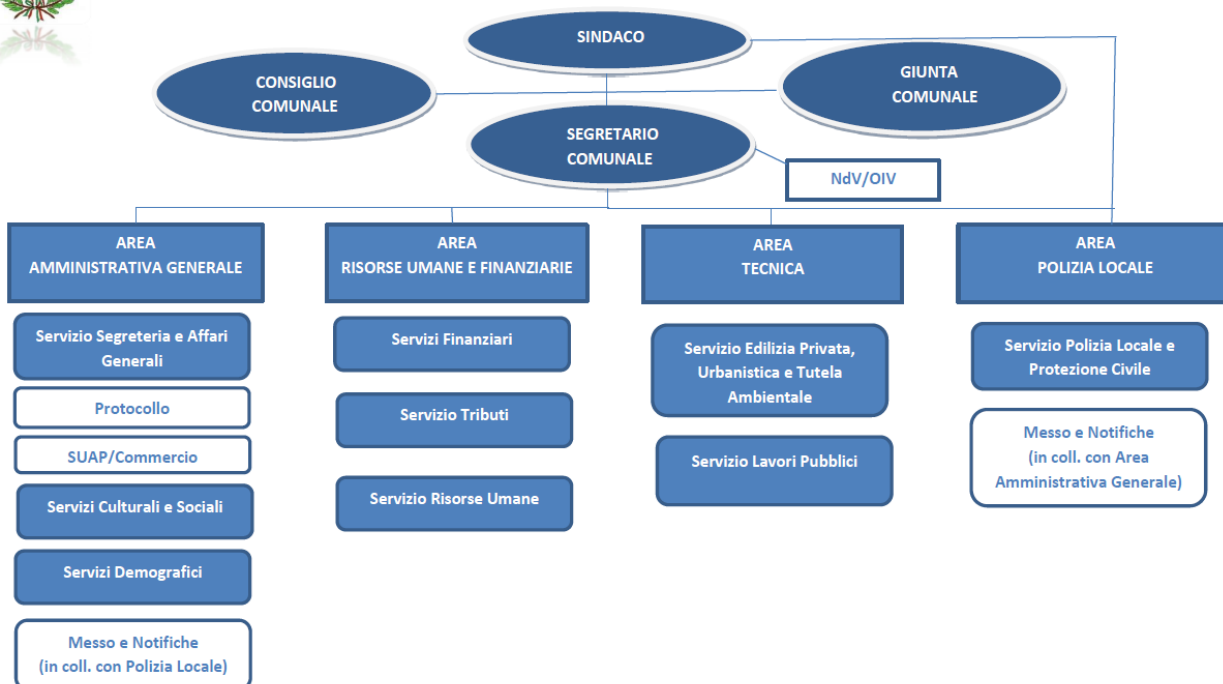 SINDACO
CONSIGLIO
COMUNALE
GIUNTA
COMUNALE
SEGRETARIO
COMUNALE
NdV/OIV
AREA
AMMINISTRATIVA GENERALE
Servizio Segreteria e Affari
Generali
Protocollo
SUAP/Commercio
Servizi Culturali e Sociali
Servizi Demografici
Messo e Notifiche
(in coll. con Polizia Locale)
AREA
RISORSE UMANE E FINANZIARIE
Servizi Finanziari
Servizio Tributi
Servizio Risorse Umane
AREA
TECNICA
Servizio Edilizia Privata,
Urbanistica e Tutela
Ambientale
Servizio Lavori Pubblici
AREA
POLIZIA LOCALE
Servizio Polizia Locale e
Protezione Civile
Messo e Notifiche
(in coll. con Area
Amministrativa Generale)